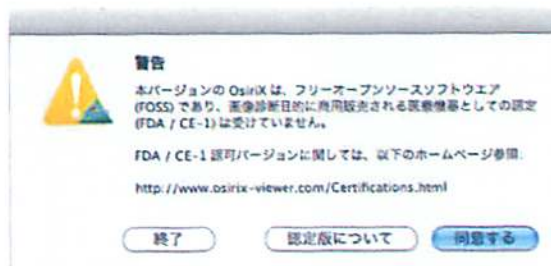 警告
本バージョンの OsiriX は、フリーオープンソースソフトウエア
(FOSS) であり、画像診断目的に商用販売される医療機器としての認定
(FDA / CE-1) は受けていません。
FDA / CE-1 認可バージョンに関しては、以下のホームページ参照:
http://www.osirix-viewer.com/Certifications.html
終了
認定版について
同意する